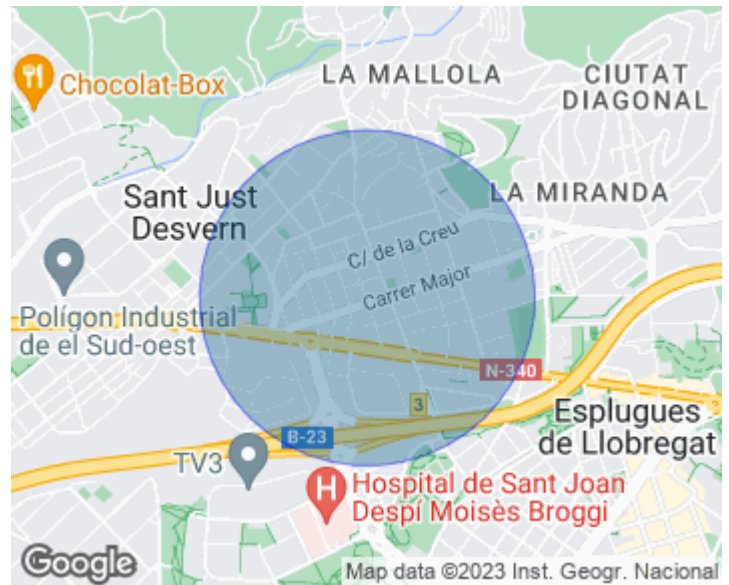 LA MALLOLA
CIUTAT
DIAGONAL
Chocolat-Box
Sant Just
Desvern
LA MIRANDA
C/ de la Creu
Carrer Major
Polígon Industrial
de el Sud-oest
N-340
3
B-23
Esplugues
de Llobregat
TV3
H
Hospital de Sant Joan
Despí Moisès Broggi
Google
Map data ©2023 Inst. Geogr. Nacional